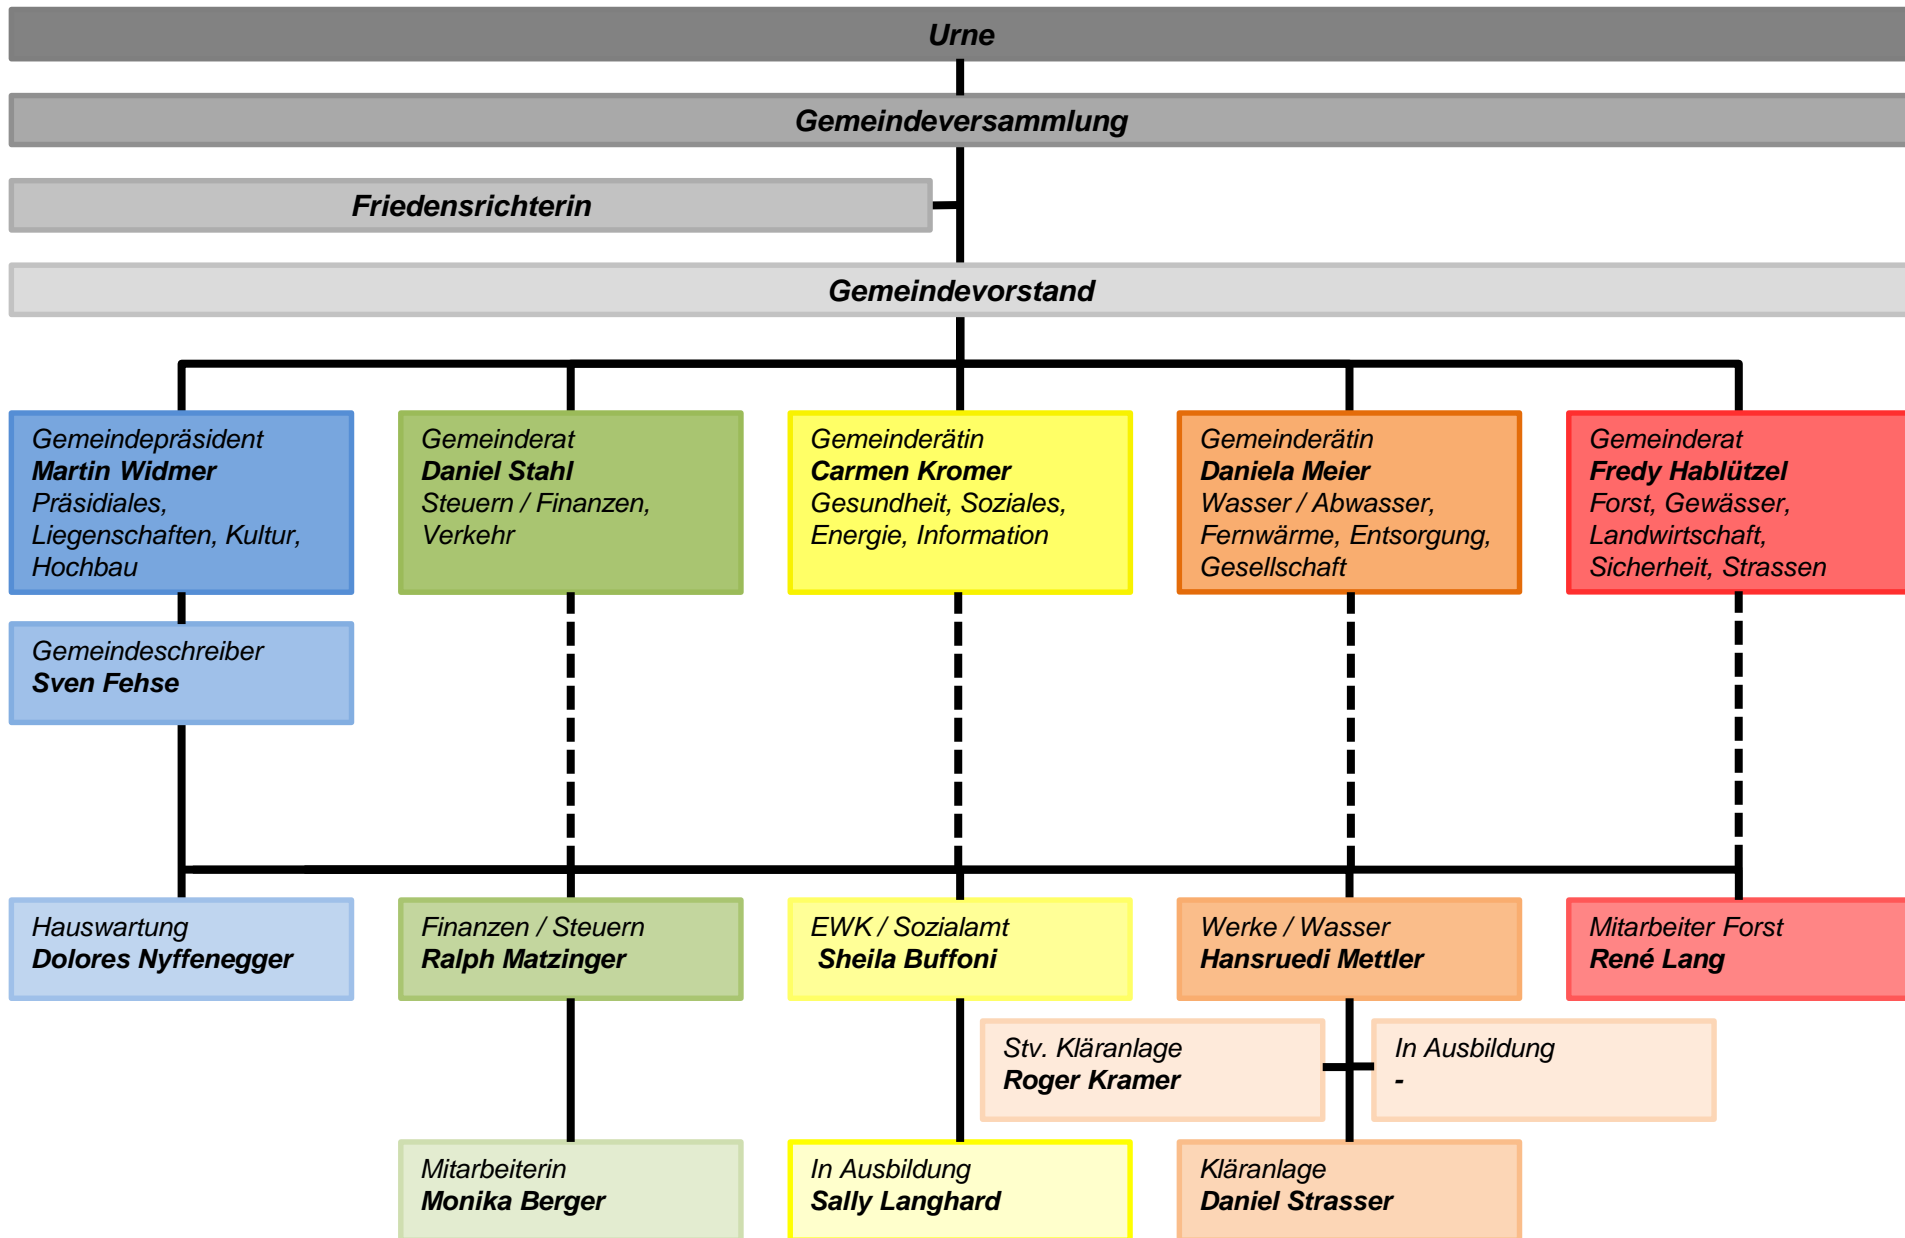 Urne
Gemeindeversammlung
Friedensrichterin
Gemeindevorstand
Gemeindepräsident
Martin Widmer
Präsidiales,
Liegenschaften, Kultur,
Hochbau
Gemeinderat
Daniel Stahl
Steuern / Finanzen,
Verkehr
Gemeinderätin
Carmen Kromer
Gesundheit, Soziales,
Energie, Information
Gemeinderätin
Daniela Meier
Wasser / Abwasser,
Fernwärme, Entsorgung,
Gesellschaft
Gemeinderat
Fredy Hablützel
Forst, Gewässer,
Landwirtschaft,
Sicherheit, Strassen
Gemeindeschreiber
Sven Fehse
Hauswartung
Dolores Nyffenegger
Finanzen / Steuern
Ralph Matzinger
EWK / Sozialamt
Sheila Buffoni
Werke / Wasser
Hansruedi Mettler
Mitarbeiter Forst
René Lang
Stv. Kläranlage
Roger Kramer
In Ausbildung
-
Mitarbeiterin
Monika Berger
In Ausbildung
Sally Langhard
Kläranlage
Daniel Strasser